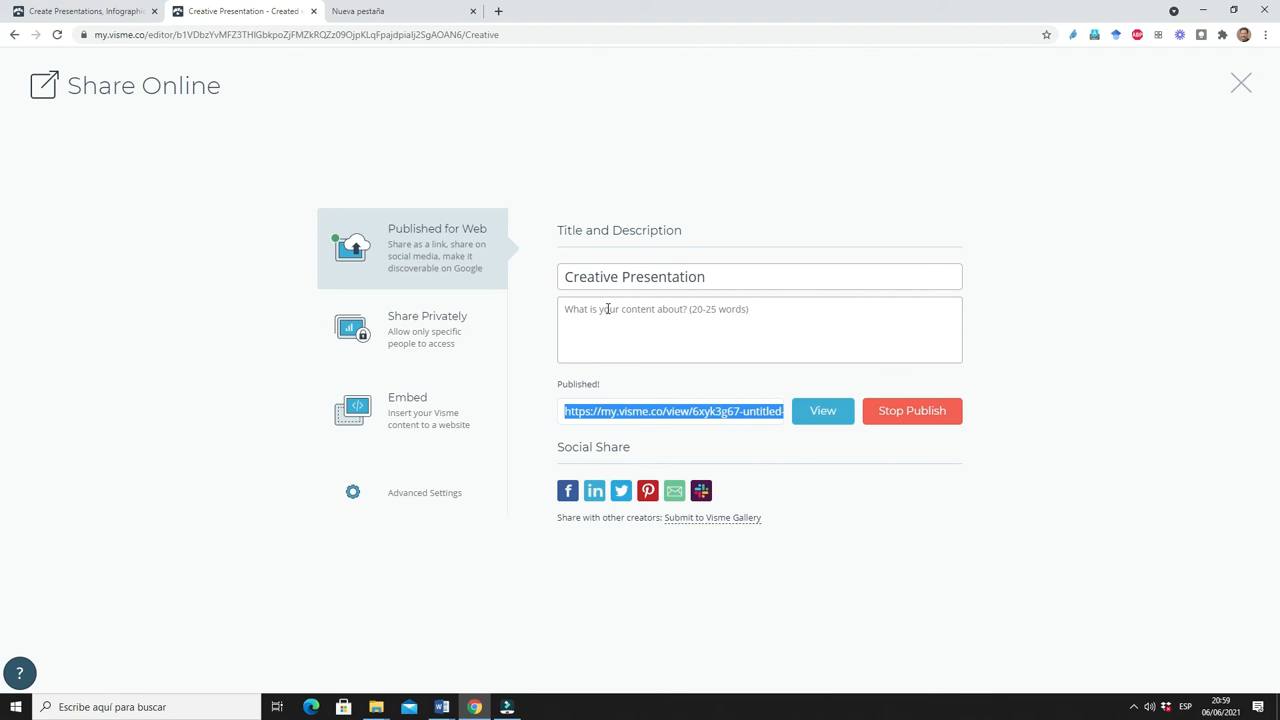 Create Presentations, Infographic
Creative Presentation - Created v
Nueva pestaña
my.visme.co/editor/b1VDbzYvMFZ3THlGbkpoZjFMZkRQZz09OjpKLqFpajdpiaIj2SgAOAN6/Creative
Share Online
Published for Web
Share as a link, share on
social media, make it
discoverable on Google
Share Privately
Allow only specific
people to access
Embed
Insert your Visme
content to a website
Advanced Settings
Title and Description
Creative Presentation
What is your content about? (20-25 words)
Published!
https://my.visme.co/view/6xyk3g67-untitled-
View
Stop Publish
Social Share
Share with other creators: Submit to Visme Gallery
?
Escribe aquí para buscar
ESP
20:59
06/06/2021